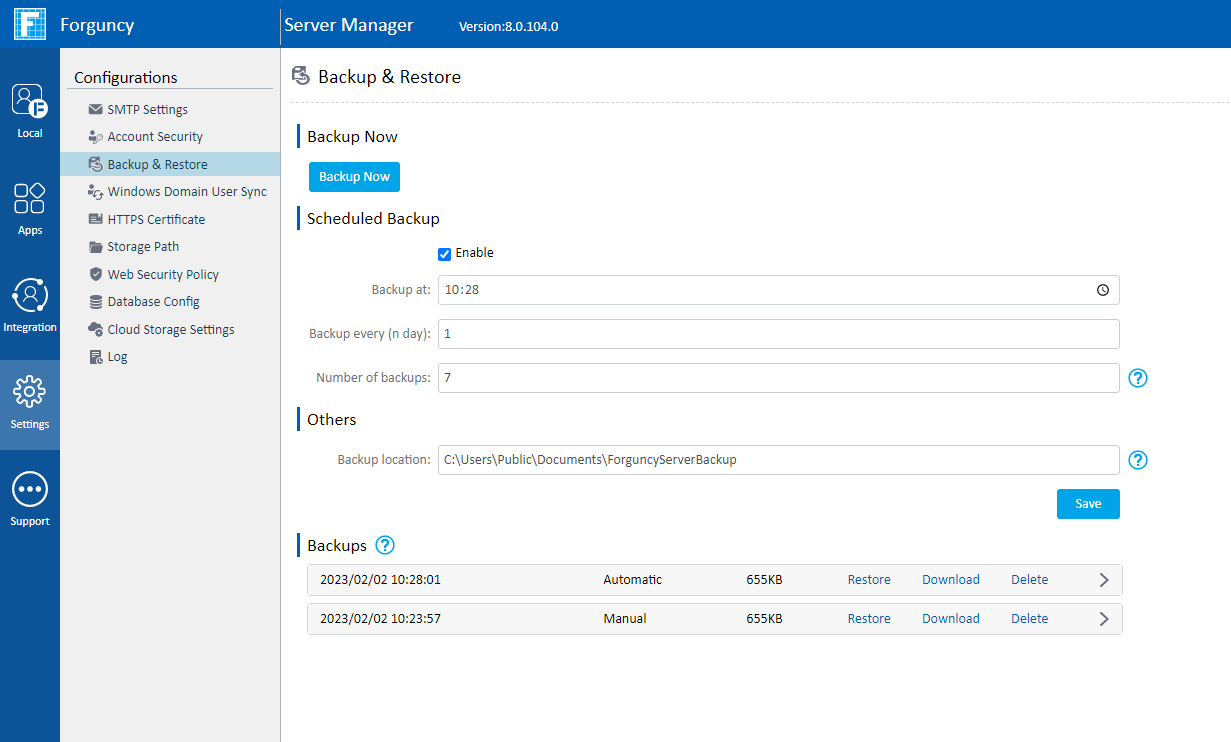 Forguncy
Server Manager
Version:8.0.104.0
Local
Apps
Integration
Settings
Support
Configurations
SMTP Settings
Account Security
Backup & Restore
Windows Domain User Sync
HTTPS Certificate
Storage Path
Web Security Policy
Database Config
Cloud Storage Settings
Log
Backup & Restore
Backup Now
Backup Now
Scheduled Backup
Enable
Backup at: 10:28
Backup every (n day): 1
Number of backups: 7 ?
Others
Backup location: C:\Users\Public\Documents\ForguncyServerBackup ?
Save
Backups ?
2023/02/02 10:28:01 Automatic 655KB Restore Download Delete
2023/02/02 10:23:57 Manual 655KB Restore Download Delete